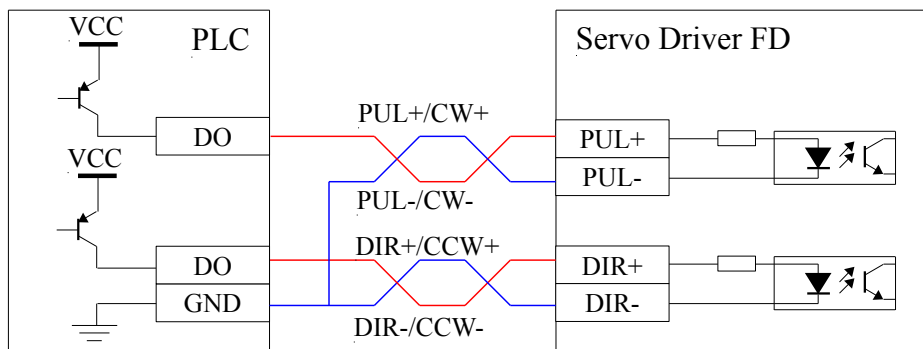 PLC
Servo Driver FD
VCC
DO
PUL+/CW+
PUL+
PUL-
PUL-/CW-
VCC
DO
GND
DIR+/CCW+
DIR+
DIR-
DIR-/CCW-